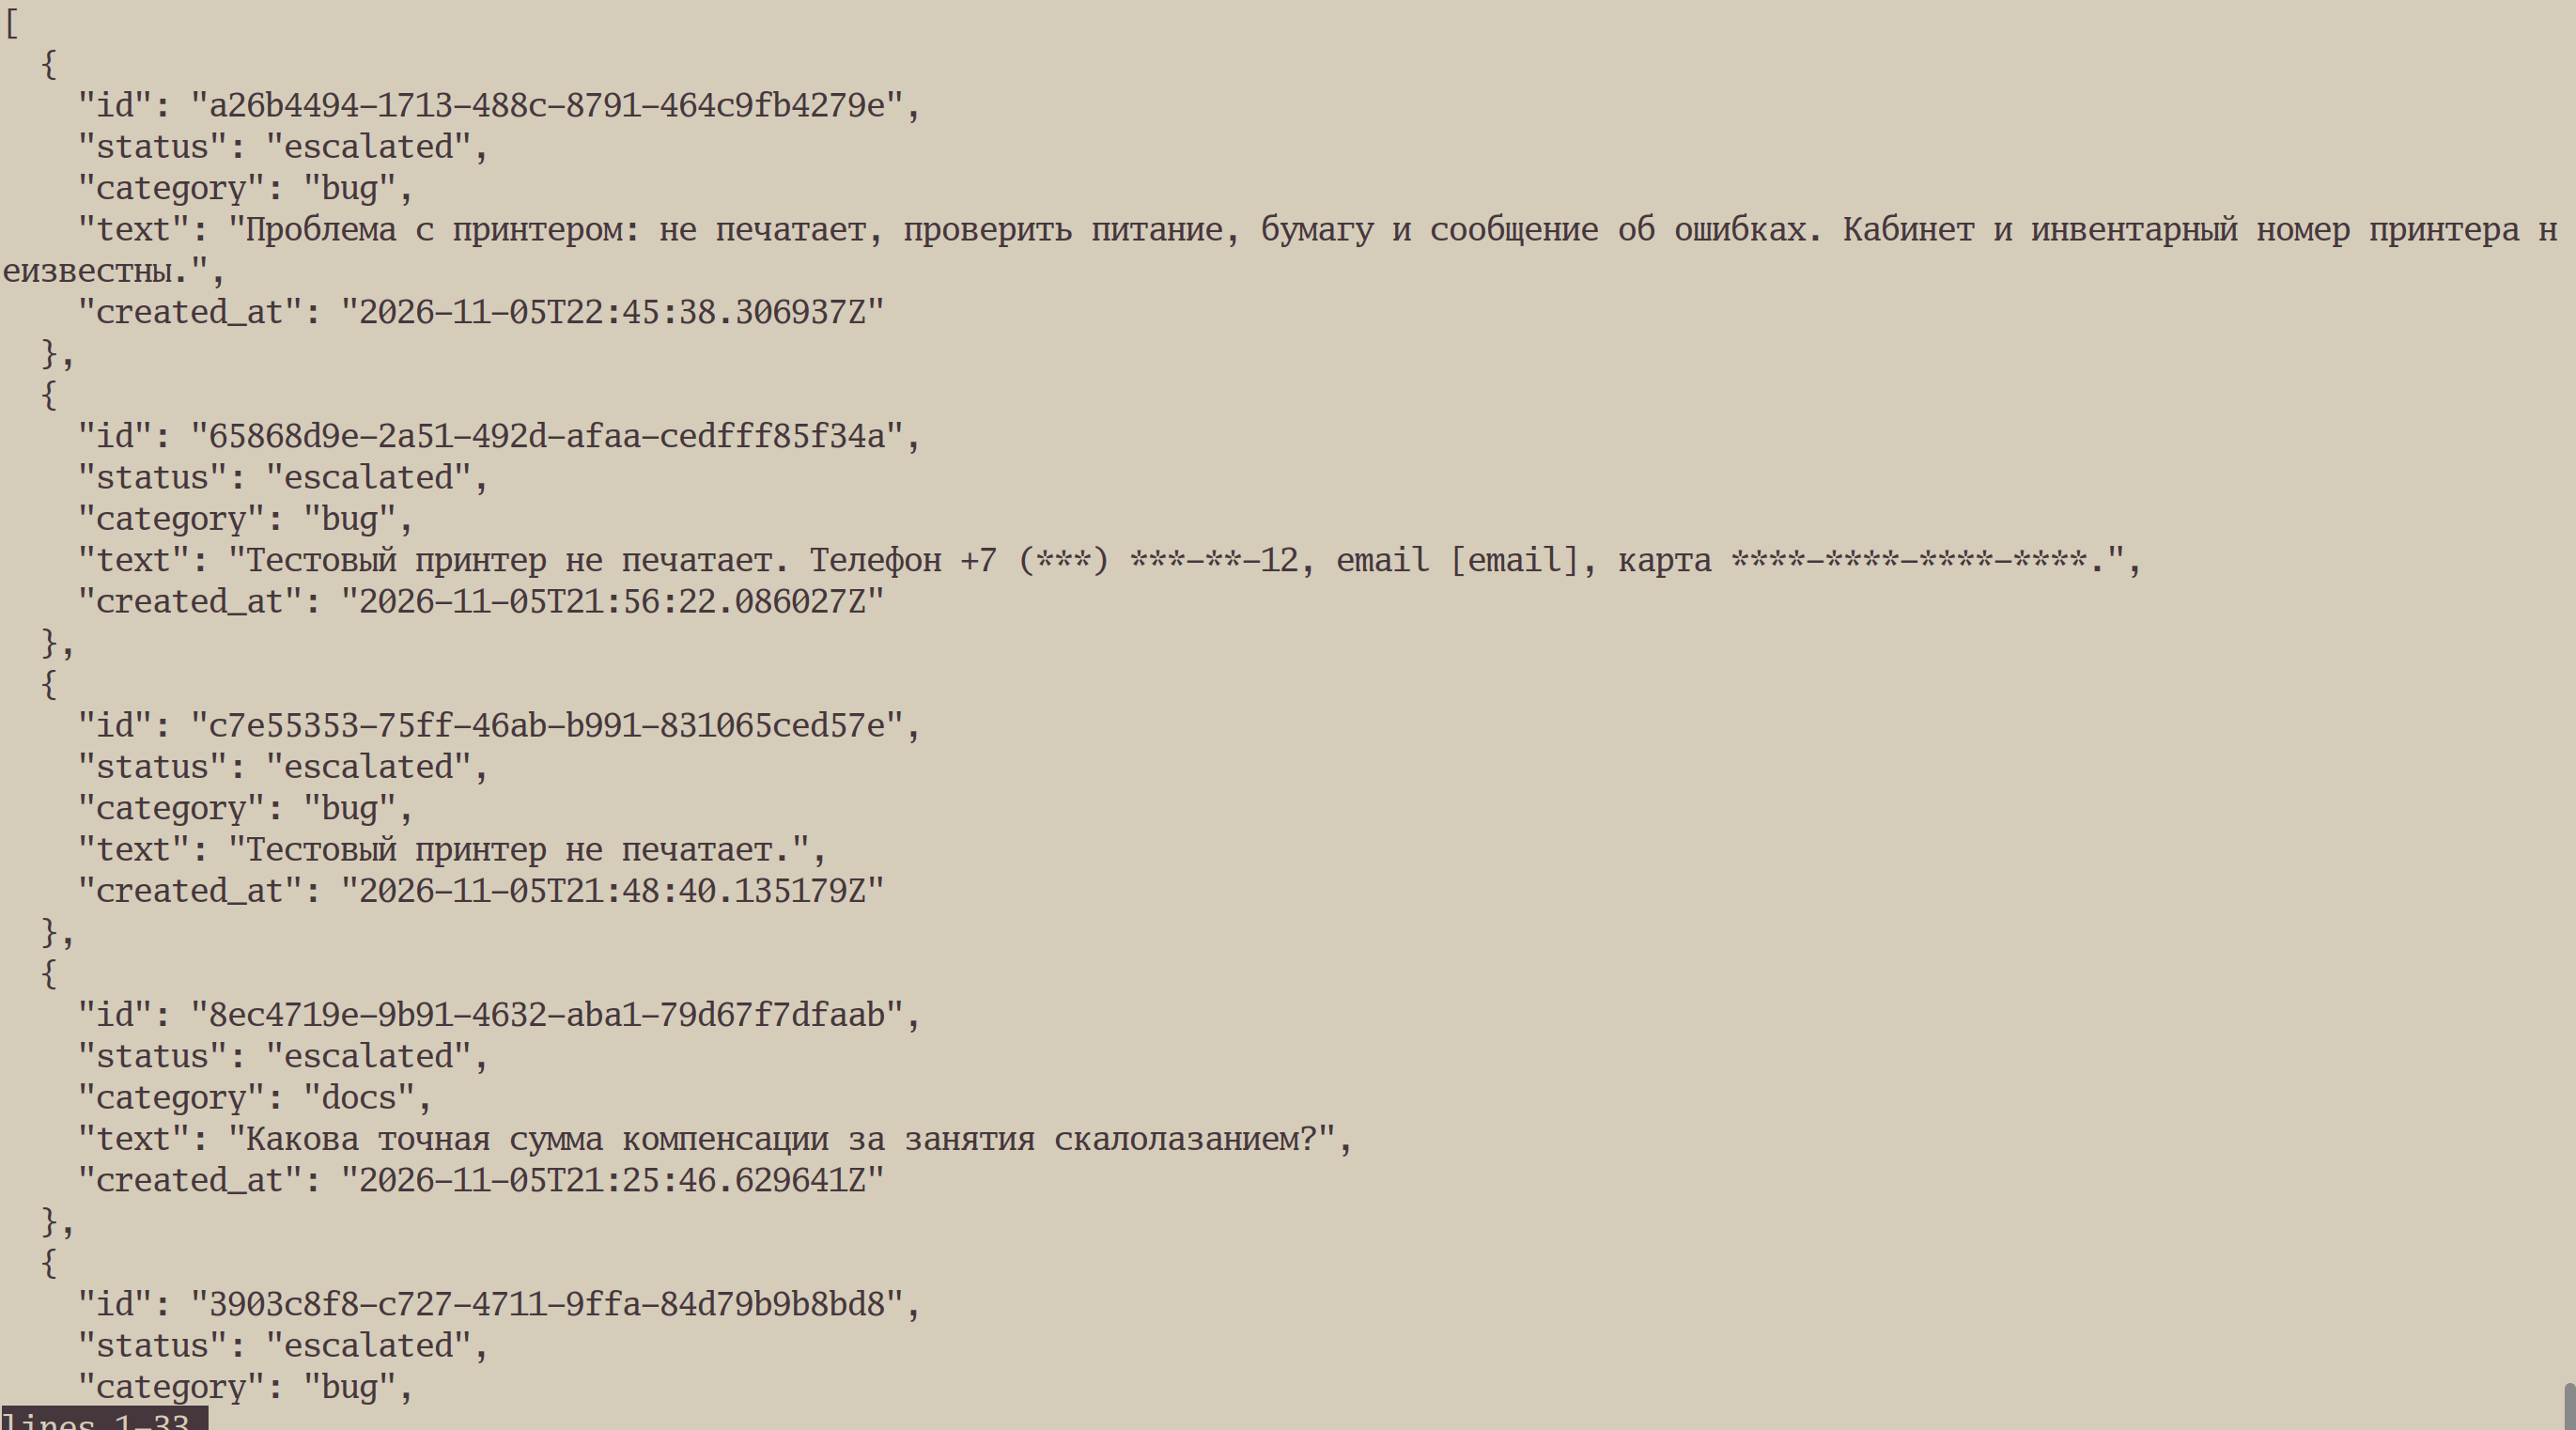 [
  {
    "id": "a26b4494-1713-488c-8791-464c9fb4279e",
    "status": "escalated",
    "category": "bug",
    "text": "Проблема с принтером: не печатает, проверить питание, бумагу и сообщение об ошибках. Кабинет и инвентарный номер принтера н
еизвестны.",
    "created_at": "2026-11-05T22:45:38.306937Z"
  },
  {
    "id": "65868d9e-2a51-492d-afaa-cedfff85f34a",
    "status": "escalated",
    "category": "bug",
    "text": "Тестовый принтер не печатает. Телефон +7 (***) ***-**-12, email [email], карта ****-****-****-****.",
    "created_at": "2026-11-05T21:56:22.086027Z"
  },
  {
    "id": "c7e55353-75ff-46ab-b991-831065ced57e",
    "status": "escalated",
    "category": "bug",
    "text": "Тестовый принтер не печатает.",
    "created_at": "2026-11-05T21:48:40.135179Z"
  },
  {
    "id": "8ec4719e-9b91-4632-aba1-79d67f7dfaab",
    "status": "escalated",
    "category": "docs",
    "text": "Какова точная сумма компенсации за занятия скалолазанием?",
    "created_at": "2026-11-05T21:25:46.629641Z"
  },
  {
    "id": "3903c8f8-c727-4711-9ffa-84d79b9b8bd8",
    "status": "escalated",
    "category": "bug",
lines 1-33